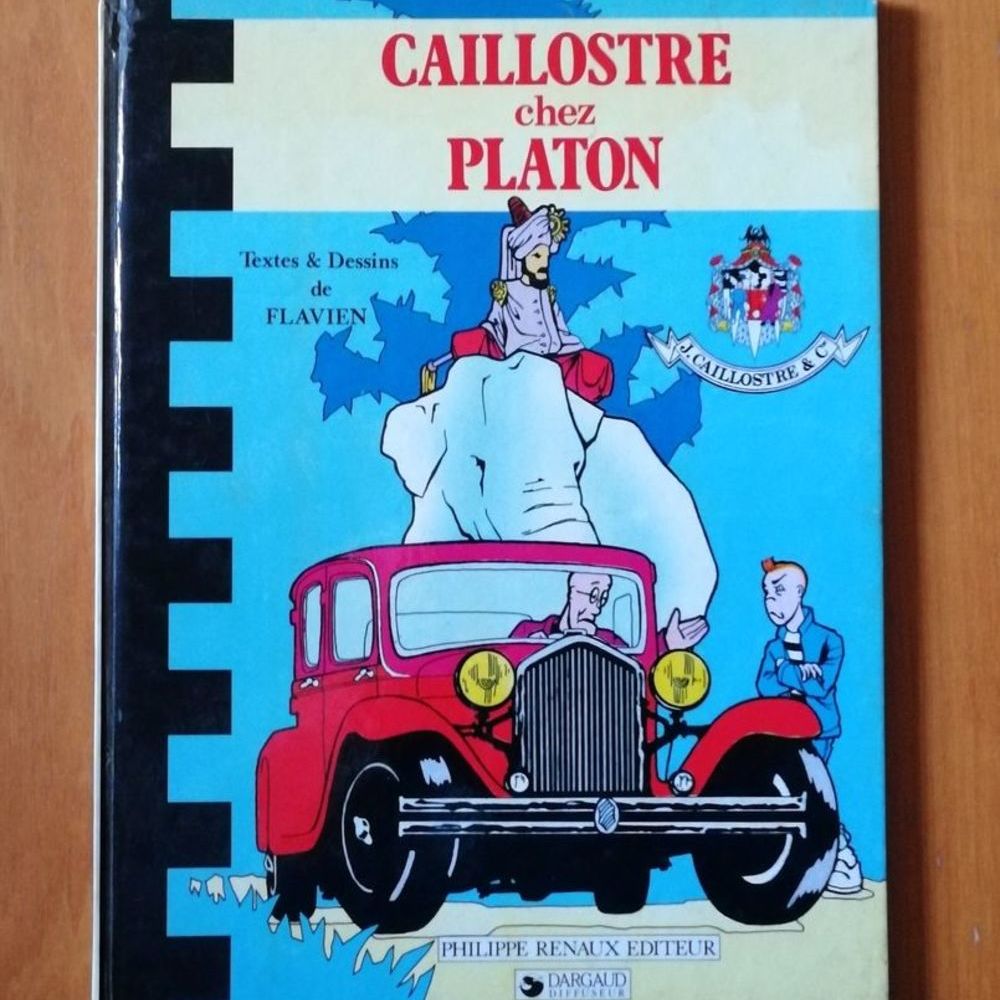 CAILLOSTRE
chez
PLATON
Textes & Dessins
de
FLAVIEN
J. CAILLOSTRE & Cie
PHILIPPE RENAUX EDITEUR
DARGAUD
DIFFUSEUR